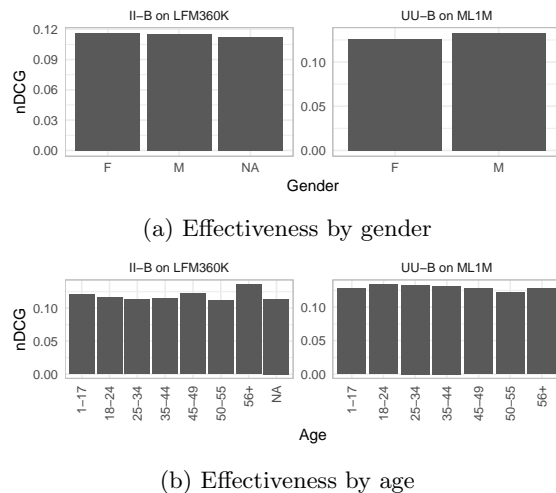 II−B on LFM360K
UU−B on ML1M
nDCG
0.12
0.09
0.06
0.03
0.00
0.10
0.05
0.00
F
M
NA
F
M
Gender
(a) Effectiveness by gender
II−B on LFM360K
UU−B on ML1M
nDCG
0.10
0.05
0.00
0.10
0.05
0.00
1−17
18−24
25−34
35−44
45−49
50−55
56+
NA
1−17
18−24
25−34
35−44
45−49
50−55
56+
Age
(b) Effectiveness by age